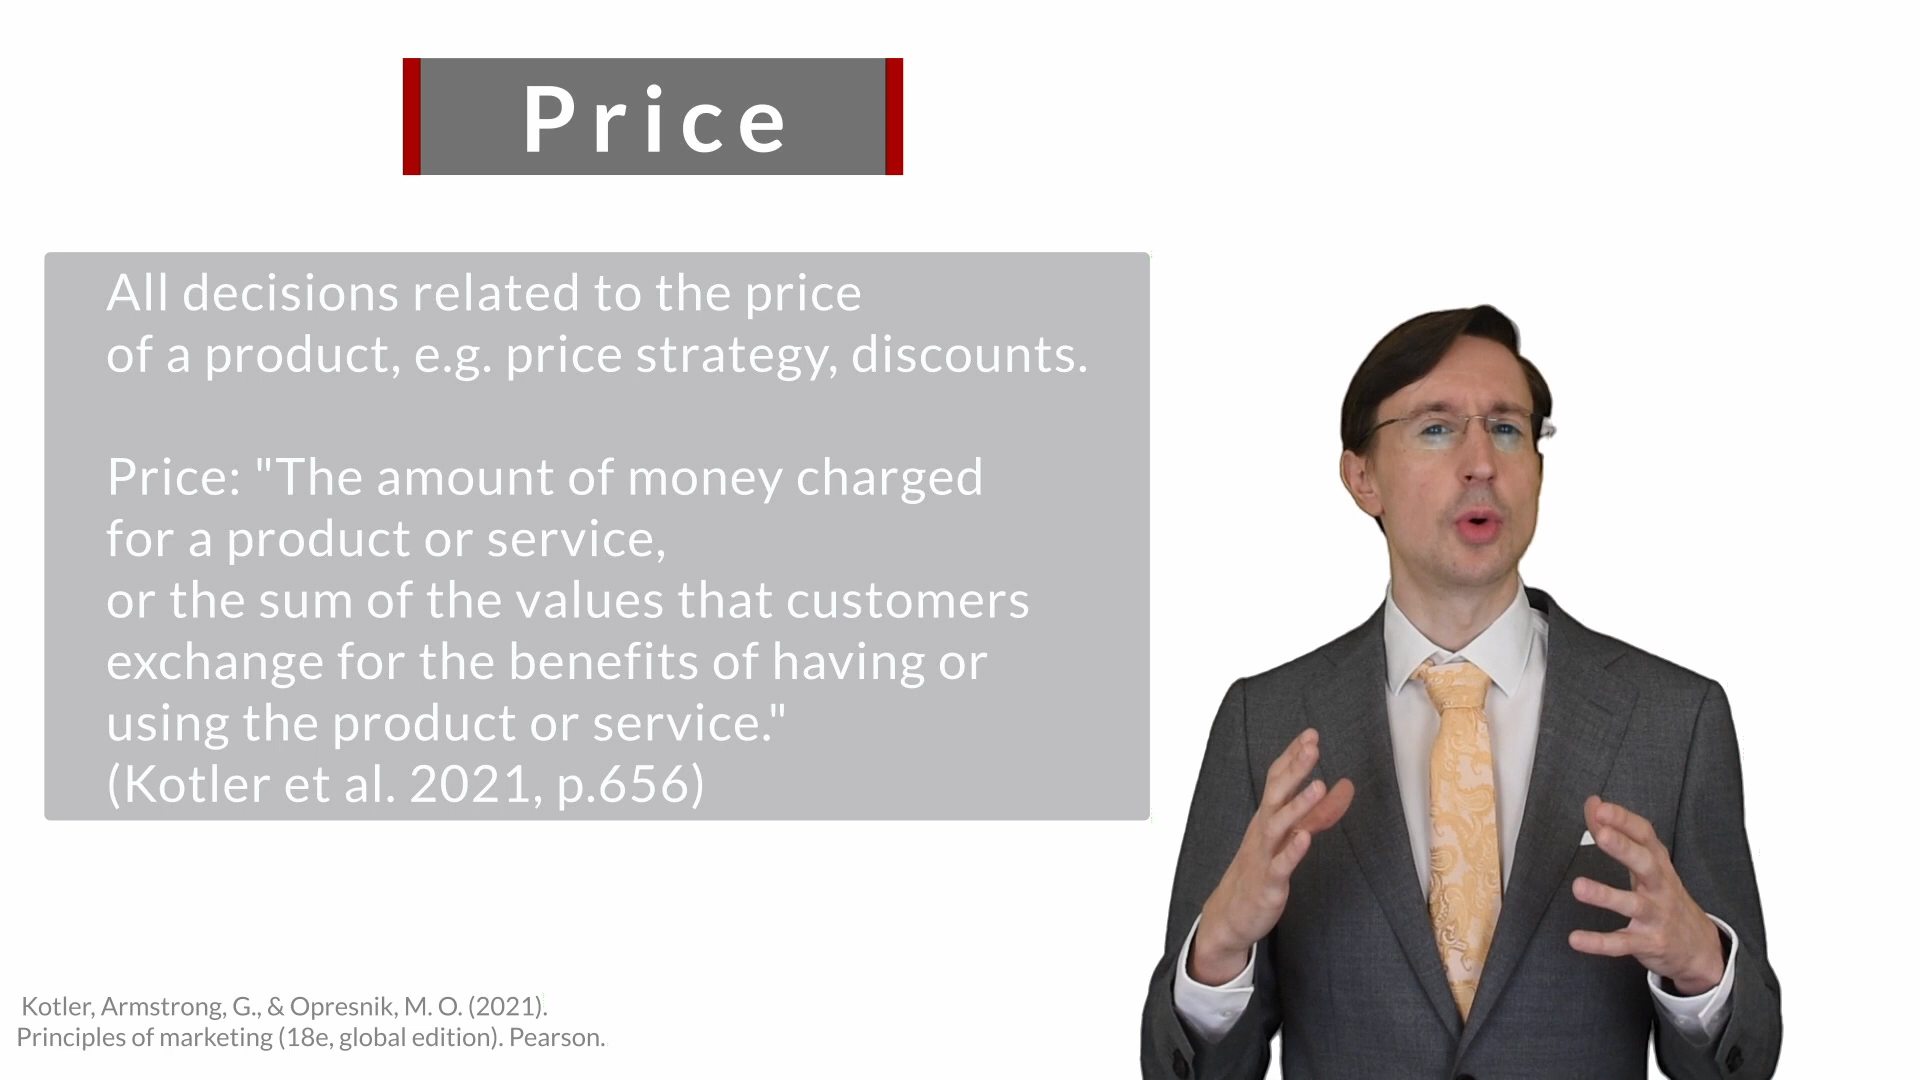 Price
All decisions related to the price
of a product, e.g. price strategy, discounts.
Price: "The amount of money charged
for a product or service,
or the sum of the values that customers
exchange for the benefits of having or
using the product or service."
(Kotler et al. 2021, p.656)
Kotler, Armstrong, G., & Opresnik, M. O. (2021).
Principles of marketing (18e, global edition). Pearson.